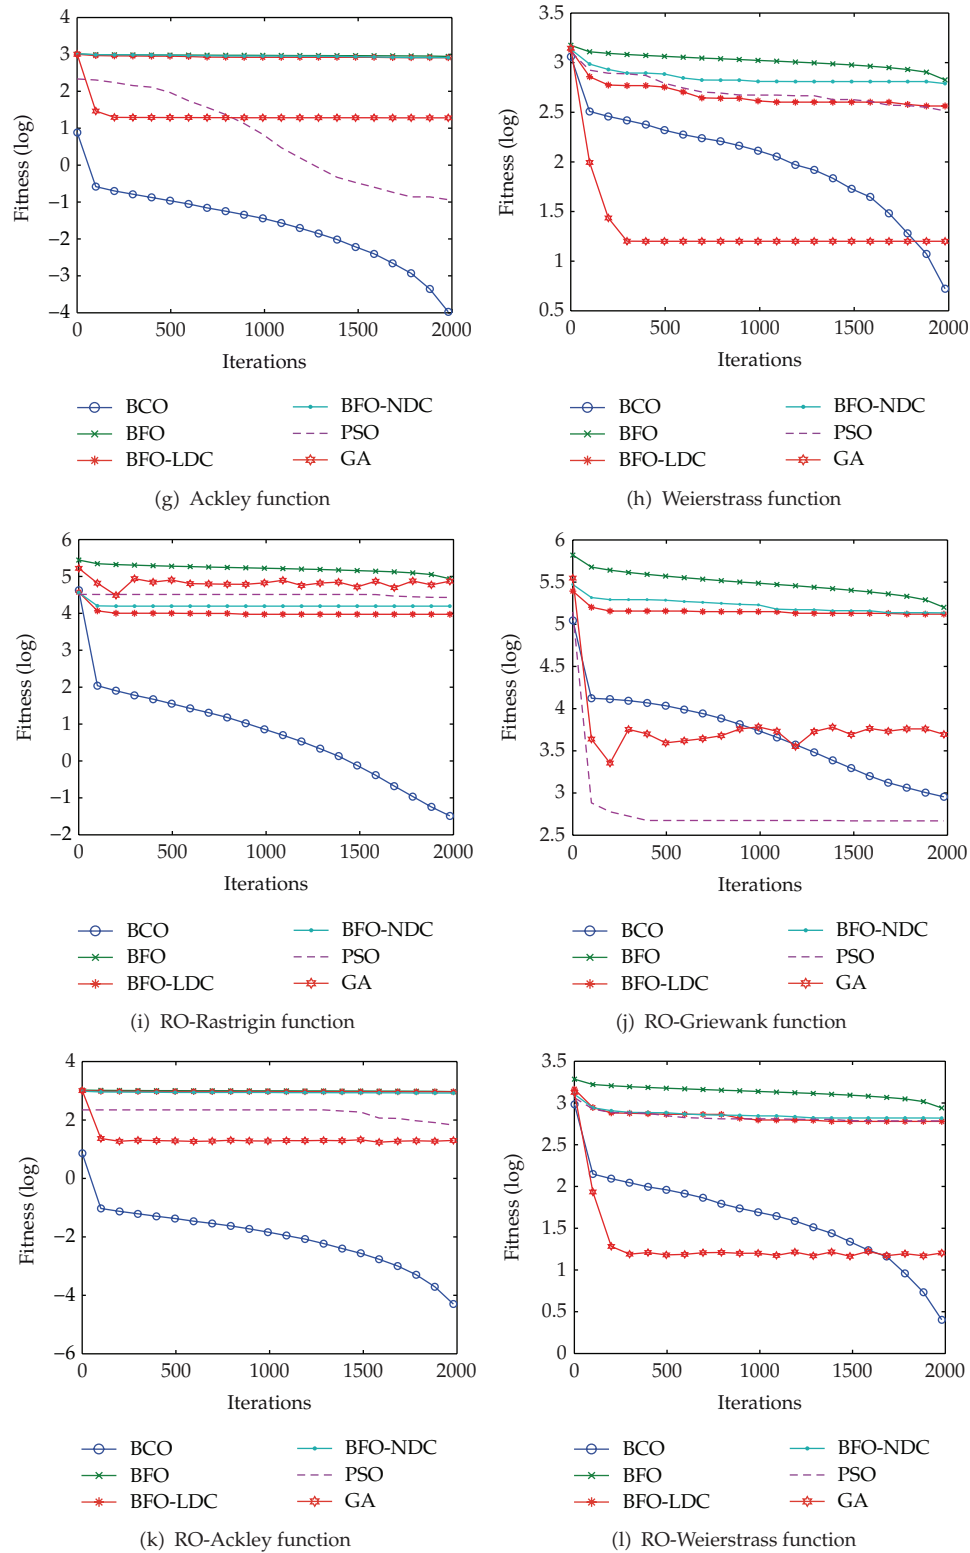 4
3
2
1
0
−1
−2
−3
−4
Fitness (log)
0 500 1000 1500 2000
Iterations
BCO
BFO
BFO-LDC
BFO-NDC
PSO
GA
(g) Ackley function
3.5
3
2.5
2
1.5
1
0.5
Fitness (log)
0 500 1000 1500 2000
Iterations
BCO
BFO
BFO-LDC
BFO-NDC
PSO
GA
(h) Weierstrass function
6
5
4
3
2
1
0
−1
−2
Fitness (log)
0 500 1000 1500 2000
Iterations
BCO
BFO
BFO-LDC
BFO-NDC
PSO
GA
(i) RO-Rastrigin function
6
5.5
5
4.5
4
3.5
3
2.5
Fitness (log)
0 500 1000 1500 2000
Iterations
BCO
BFO
BFO-LDC
BFO-NDC
PSO
GA
(j) RO-Griewank function
4
2
0
−2
−4
−6
Fitness (log)
0 500 1000 1500 2000
Iterations
BCO
BFO
BFO-LDC
BFO-NDC
PSO
GA
(k) RO-Ackley function
3.5
3
2.5
2
1.5
1
0.5
0
Fitness (log)
0 500 1000 1500 2000
Iterations
BCO
BFO
BFO-LDC
BFO-NDC
PSO
GA
(l) RO-Weierstrass function